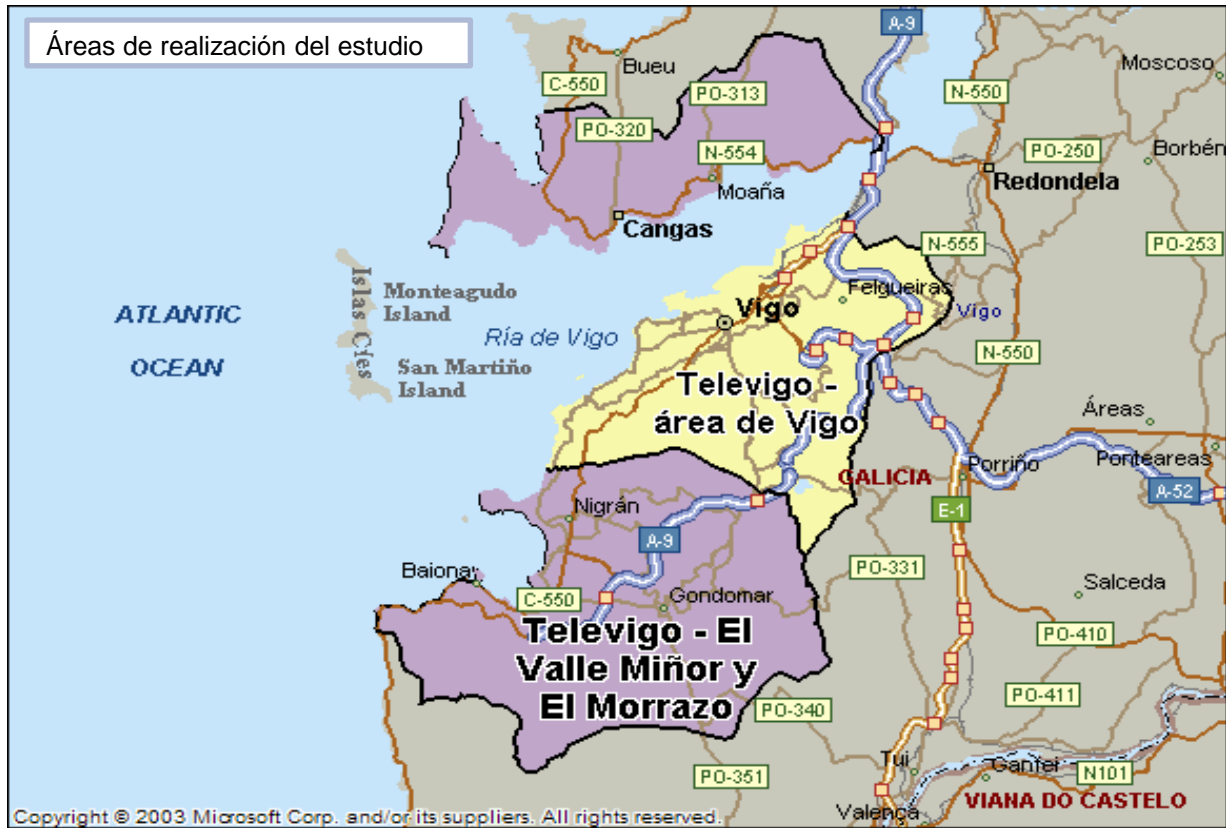 Áreas de realización del estudio
A-9
Bueu
Moscoso
C-550
PO-313
N-550
PO-320
N-554
PO-250
Borbén
Moaña
Redondela
Cangas
N-555
PO-253
Islas Cíes
Monteagudo
Island
Felgueiras
ATLANTIC
OCEAN
Ría de Vigo
Vigo
Vigo
San Martiño
Island
N-550
Televigo -
área de Vigo
Áreas
GALICIA
Porriño
Ponteareas
A-52
Nigrán
E-1
A-9
Baiona
PO-331
C-550
Gondomar
Salceda
Televigo - El
Valle Miñor y
El Morrazo
PO-410
PO-411
PO-340
Tui
Ganfei
PO-351
N101
VIANA DO CASTELO
Valença
Copyright © 2003 Microsoft Corp. and/or its suppliers. All rights reserved.